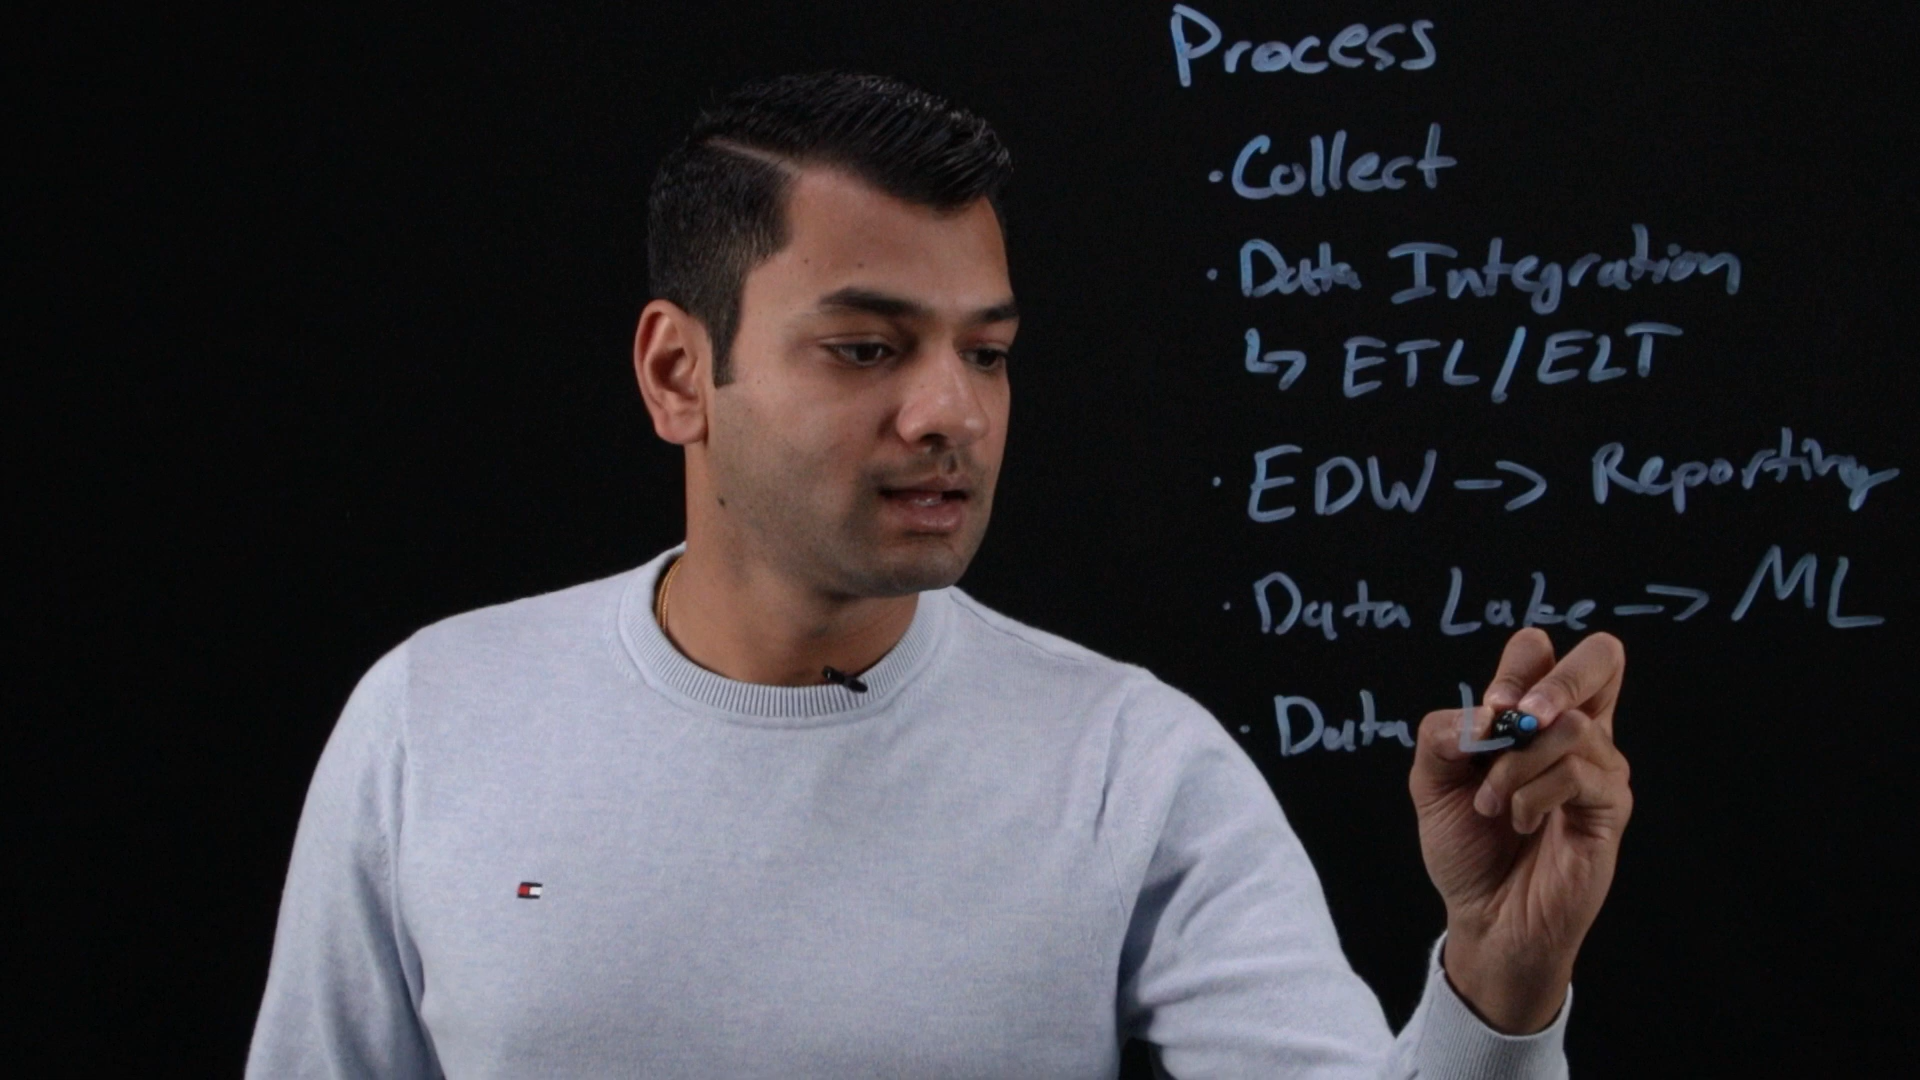 Process
· Collect
· Data Integration
↳ ETL/ELT
· EDW -> Reporting
· Data Lake -> ML
· Data L